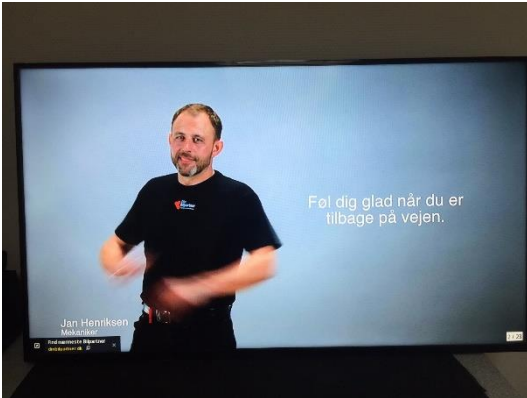 Føl dig glad når du er
tilbage på vejen.
Jan Henriksen
Mekaniker
Find nærmeste Bilpartner